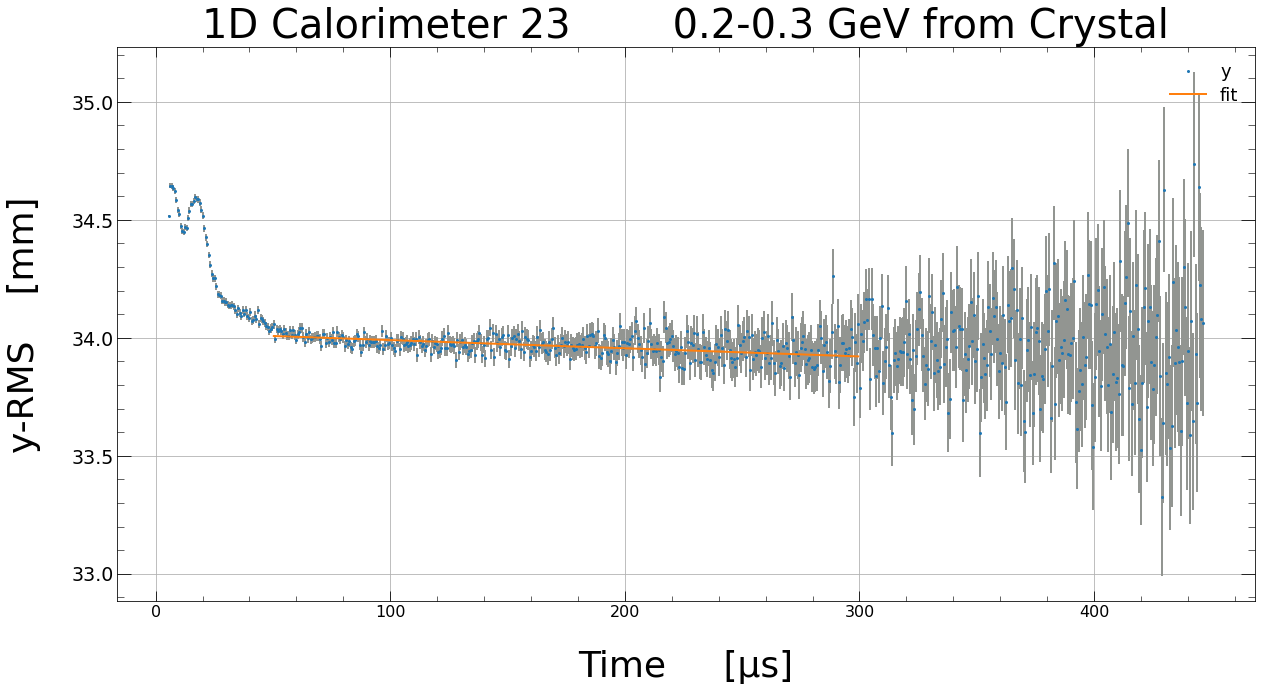 1D Calorimeter 23 0.2-0.3 GeV from Crystal
y
fit
35.0
34.5
34.0
33.5
33.0
y-RMS [mm]
0 100 200 300 400
Time [μs]